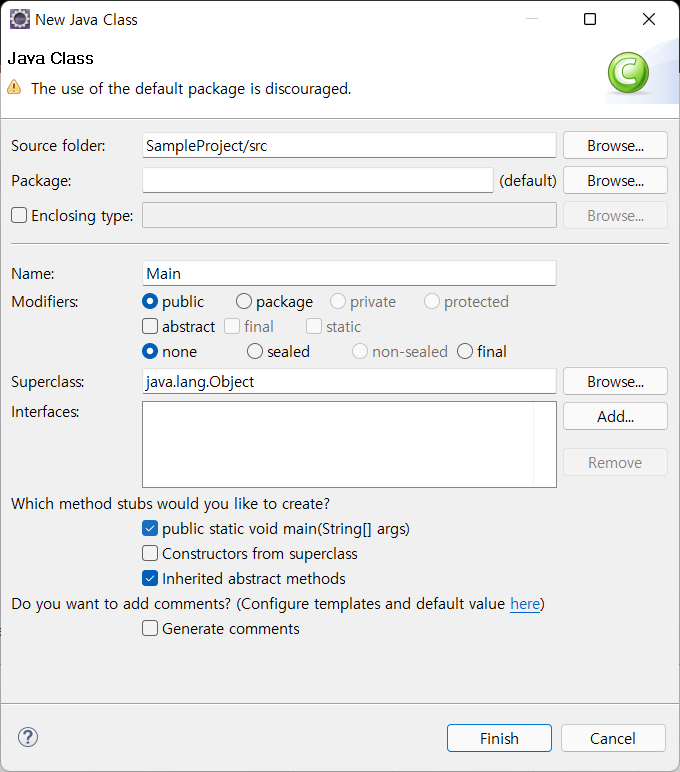 New Java Class
Java Class
The use of the default package is discouraged.
Source folder: SampleProject/src Browse...
Package: (default) Browse...
Enclosing type: Browse...
Name: Main
Modifiers: public package private protected
abstract final static
none sealed non-sealed final
Superclass: java.lang.Object Browse...
Interfaces: Add...
Remove
Which method stubs would you like to create?
public static void main(String[] args)
Constructors from superclass
Inherited abstract methods
Do you want to add comments? (Configure templates and default value here)
Generate comments
? Finish Cancel